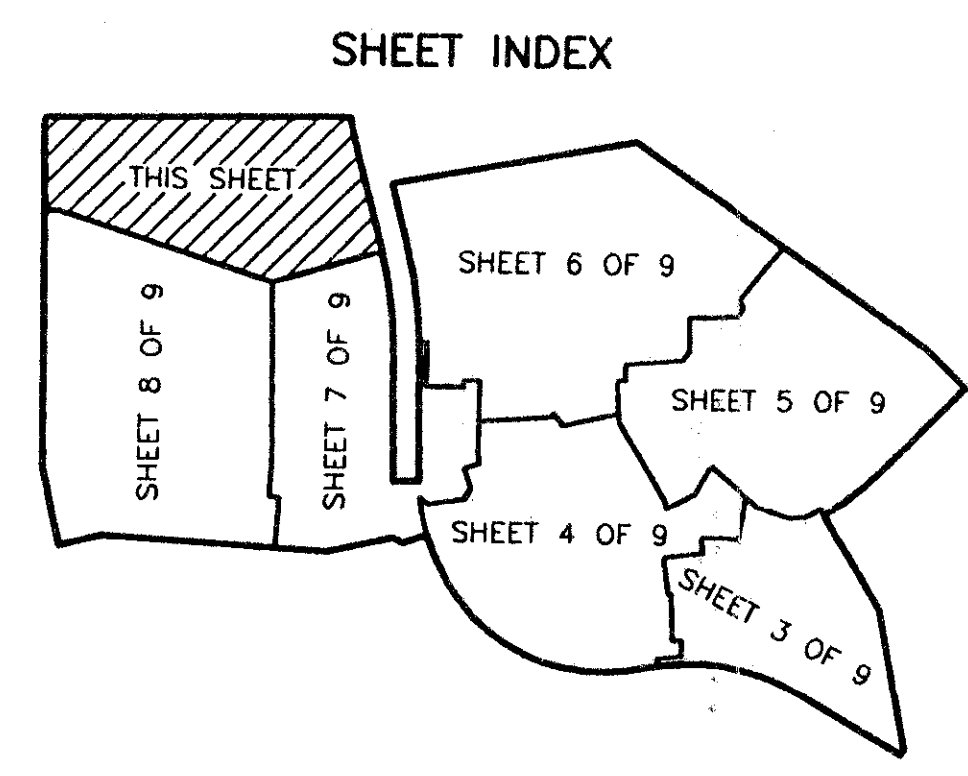 SHEET INDEX
THIS SHEET
SHEET 6 OF 9
SHEET 8 OF 9
SHEET 7 OF 9
SHEET 5 OF 9
SHEET 4 OF 9
SHEET 3 OF 9